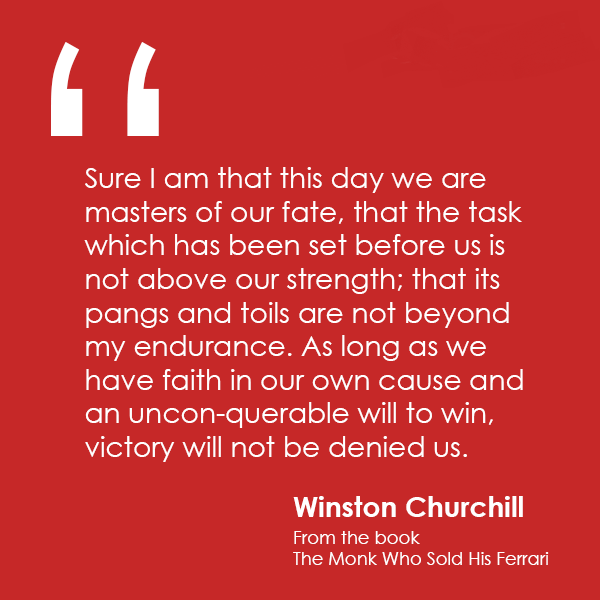 “
Sure I am that this day we are
masters of our fate, that the task
which has been set before us is
not above our strength; that its
pangs and toils are not beyond
my endurance. As long as we
have faith in our own cause and
an uncon-querable will to win,
victory will not be denied us.
Winston Churchill
From the book
The Monk Who Sold His Ferrari